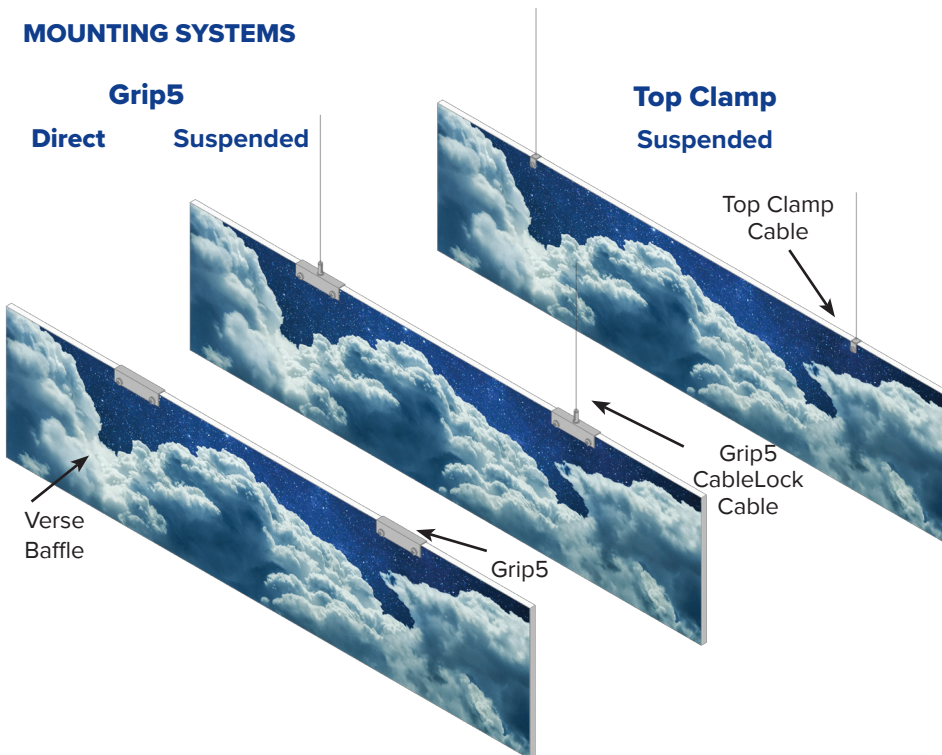 MOUNTING SYSTEMS
Grip5
Direct
Suspended
Top Clamp
Suspended
Top Clamp
Cable
Grip5
CableLock
Cable
Verse
Baffle
Grip5